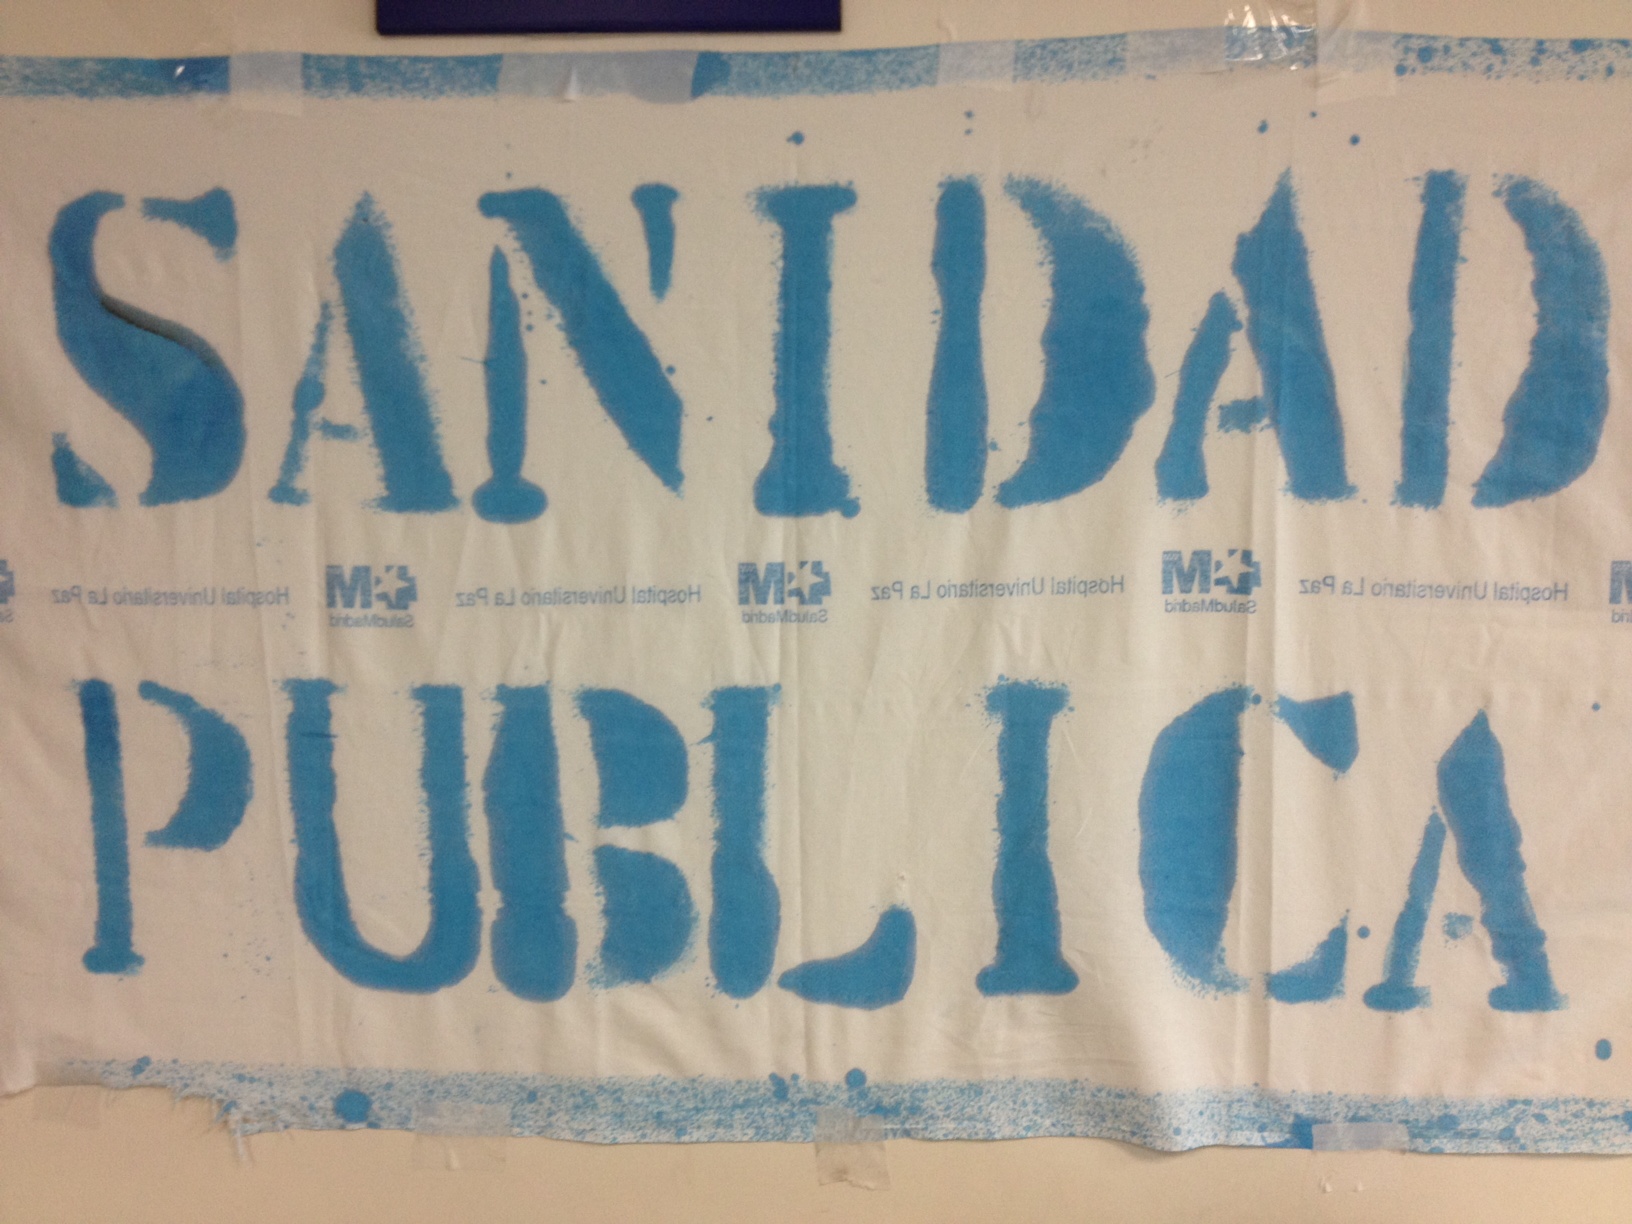 SANIDAD
Hospital Universitario La Paz M SaludMadrid Hospital Universitario La Paz M SaludMadrid Hospital Universitario La Paz M SaludMadrid Hospital Universitario La Paz
PUBLICA